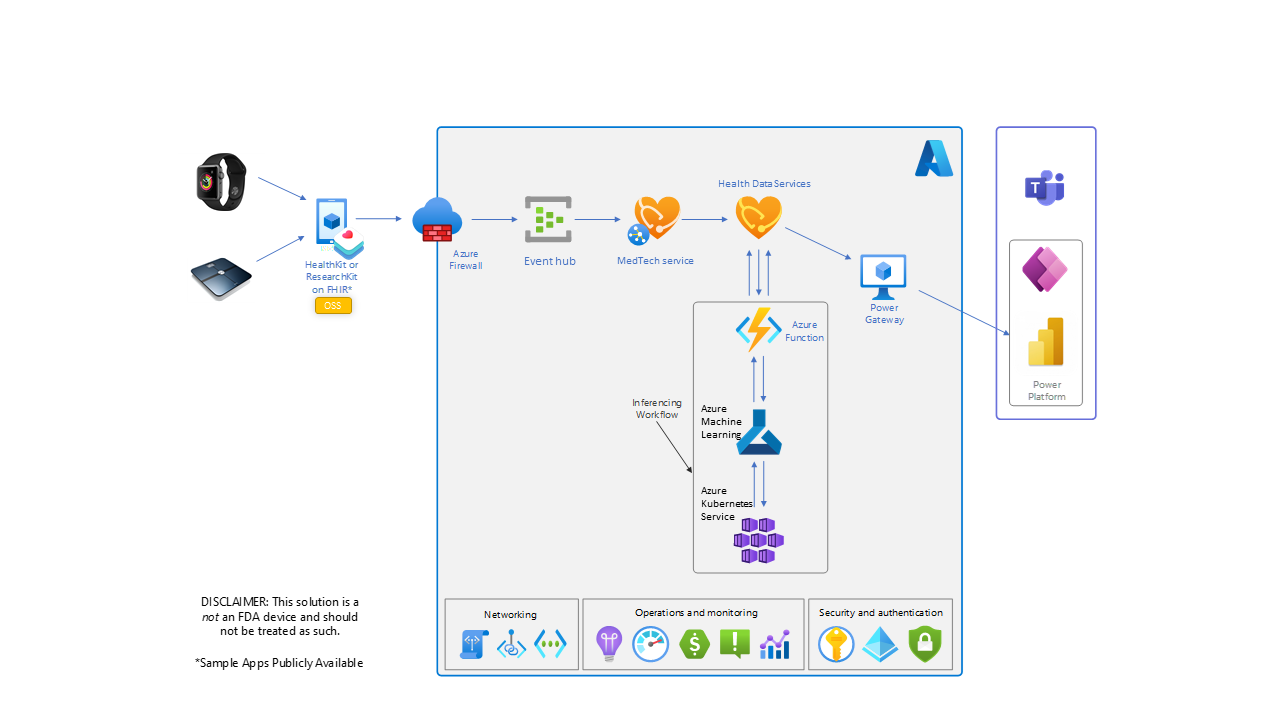 Health Data Services
T
HealthKit or
ResearchKit
on FHIR*
OSS
Azure
Firewall
Event hub
MedTech service
Power
Gateway
Azure
Function
Power
Platform
Inferencing
Workflow
Azure
Machine
Learning
Azure
Kubernetes
Service
DISCLAIMER: This solution is a
not an FDA device and should
not be treated as such.
*Sample Apps Publicly Available
Networking
Operations and monitoring
$
Security and authentication